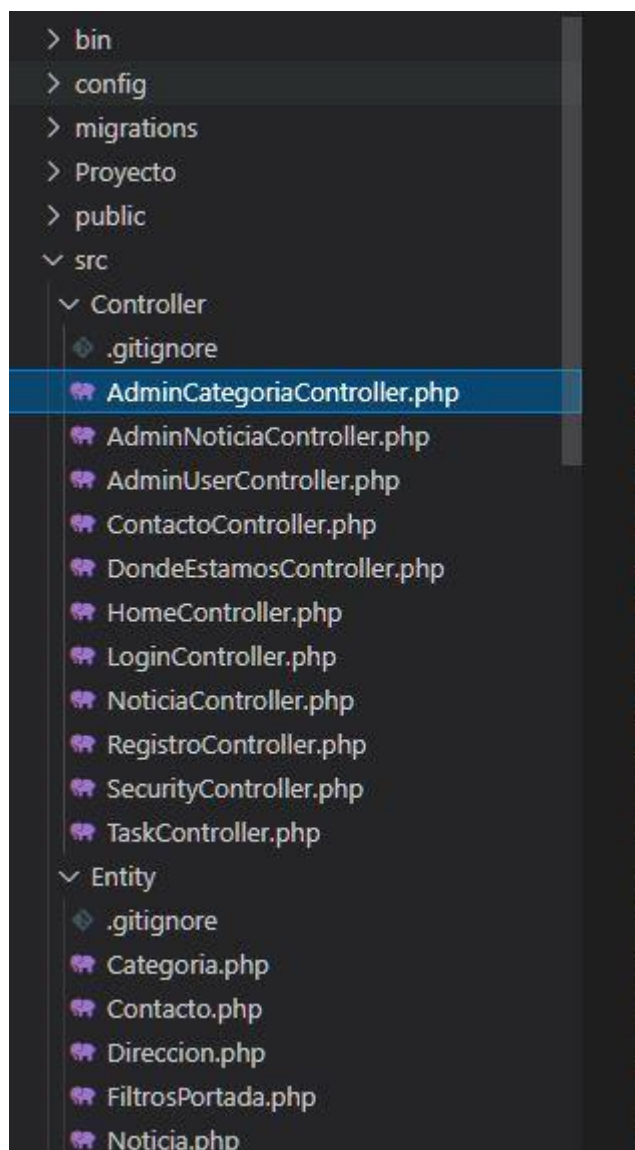 bin
config
migrations
Proyecto
public
src
Controller
.gitignore
AdminCategoriaController.php
AdminNoticiaController.php
AdminUserController.php
ContactoController.php
DondeEstamosController.php
HomeController.php
LoginController.php
NoticiaController.php
RegistroController.php
SecurityController.php
TaskController.php
Entity
.gitignore
Categoria.php
Contacto.php
Direccion.php
FiltrosPortada.php
Noticia.php